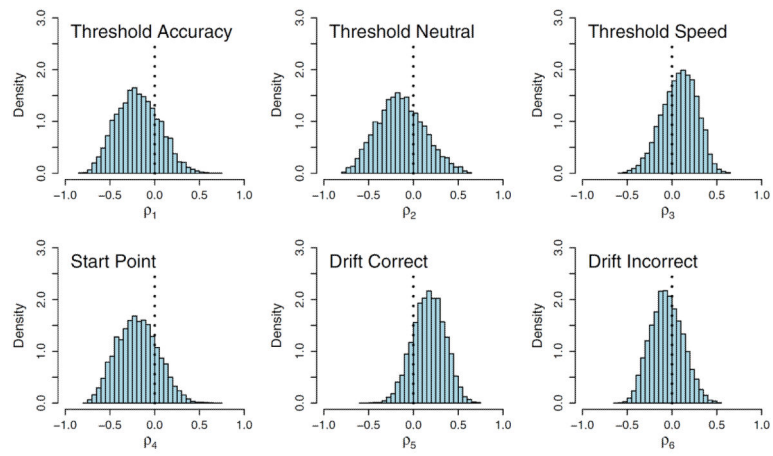 Threshold Accuracy
Density
0.0 1.0 2.0 3.0
−1.0 −0.5 0.0 0.5 1.0
ρ1
Threshold Neutral
Density
0.0 1.0 2.0 3.0
−1.0 −0.5 0.0 0.5 1.0
ρ2
Threshold Speed
Density
0.0 1.0 2.0 3.0
−1.0 −0.5 0.0 0.5 1.0
ρ3
Start Point
Density
0.0 1.0 2.0 3.0
−1.0 −0.5 0.0 0.5 1.0
ρ4
Drift Correct
Density
0.0 1.0 2.0 3.0
−1.0 −0.5 0.0 0.5 1.0
ρ5
Drift Incorrect
Density
0.0 1.0 2.0 3.0
−1.0 −0.5 0.0 0.5 1.0
ρ6